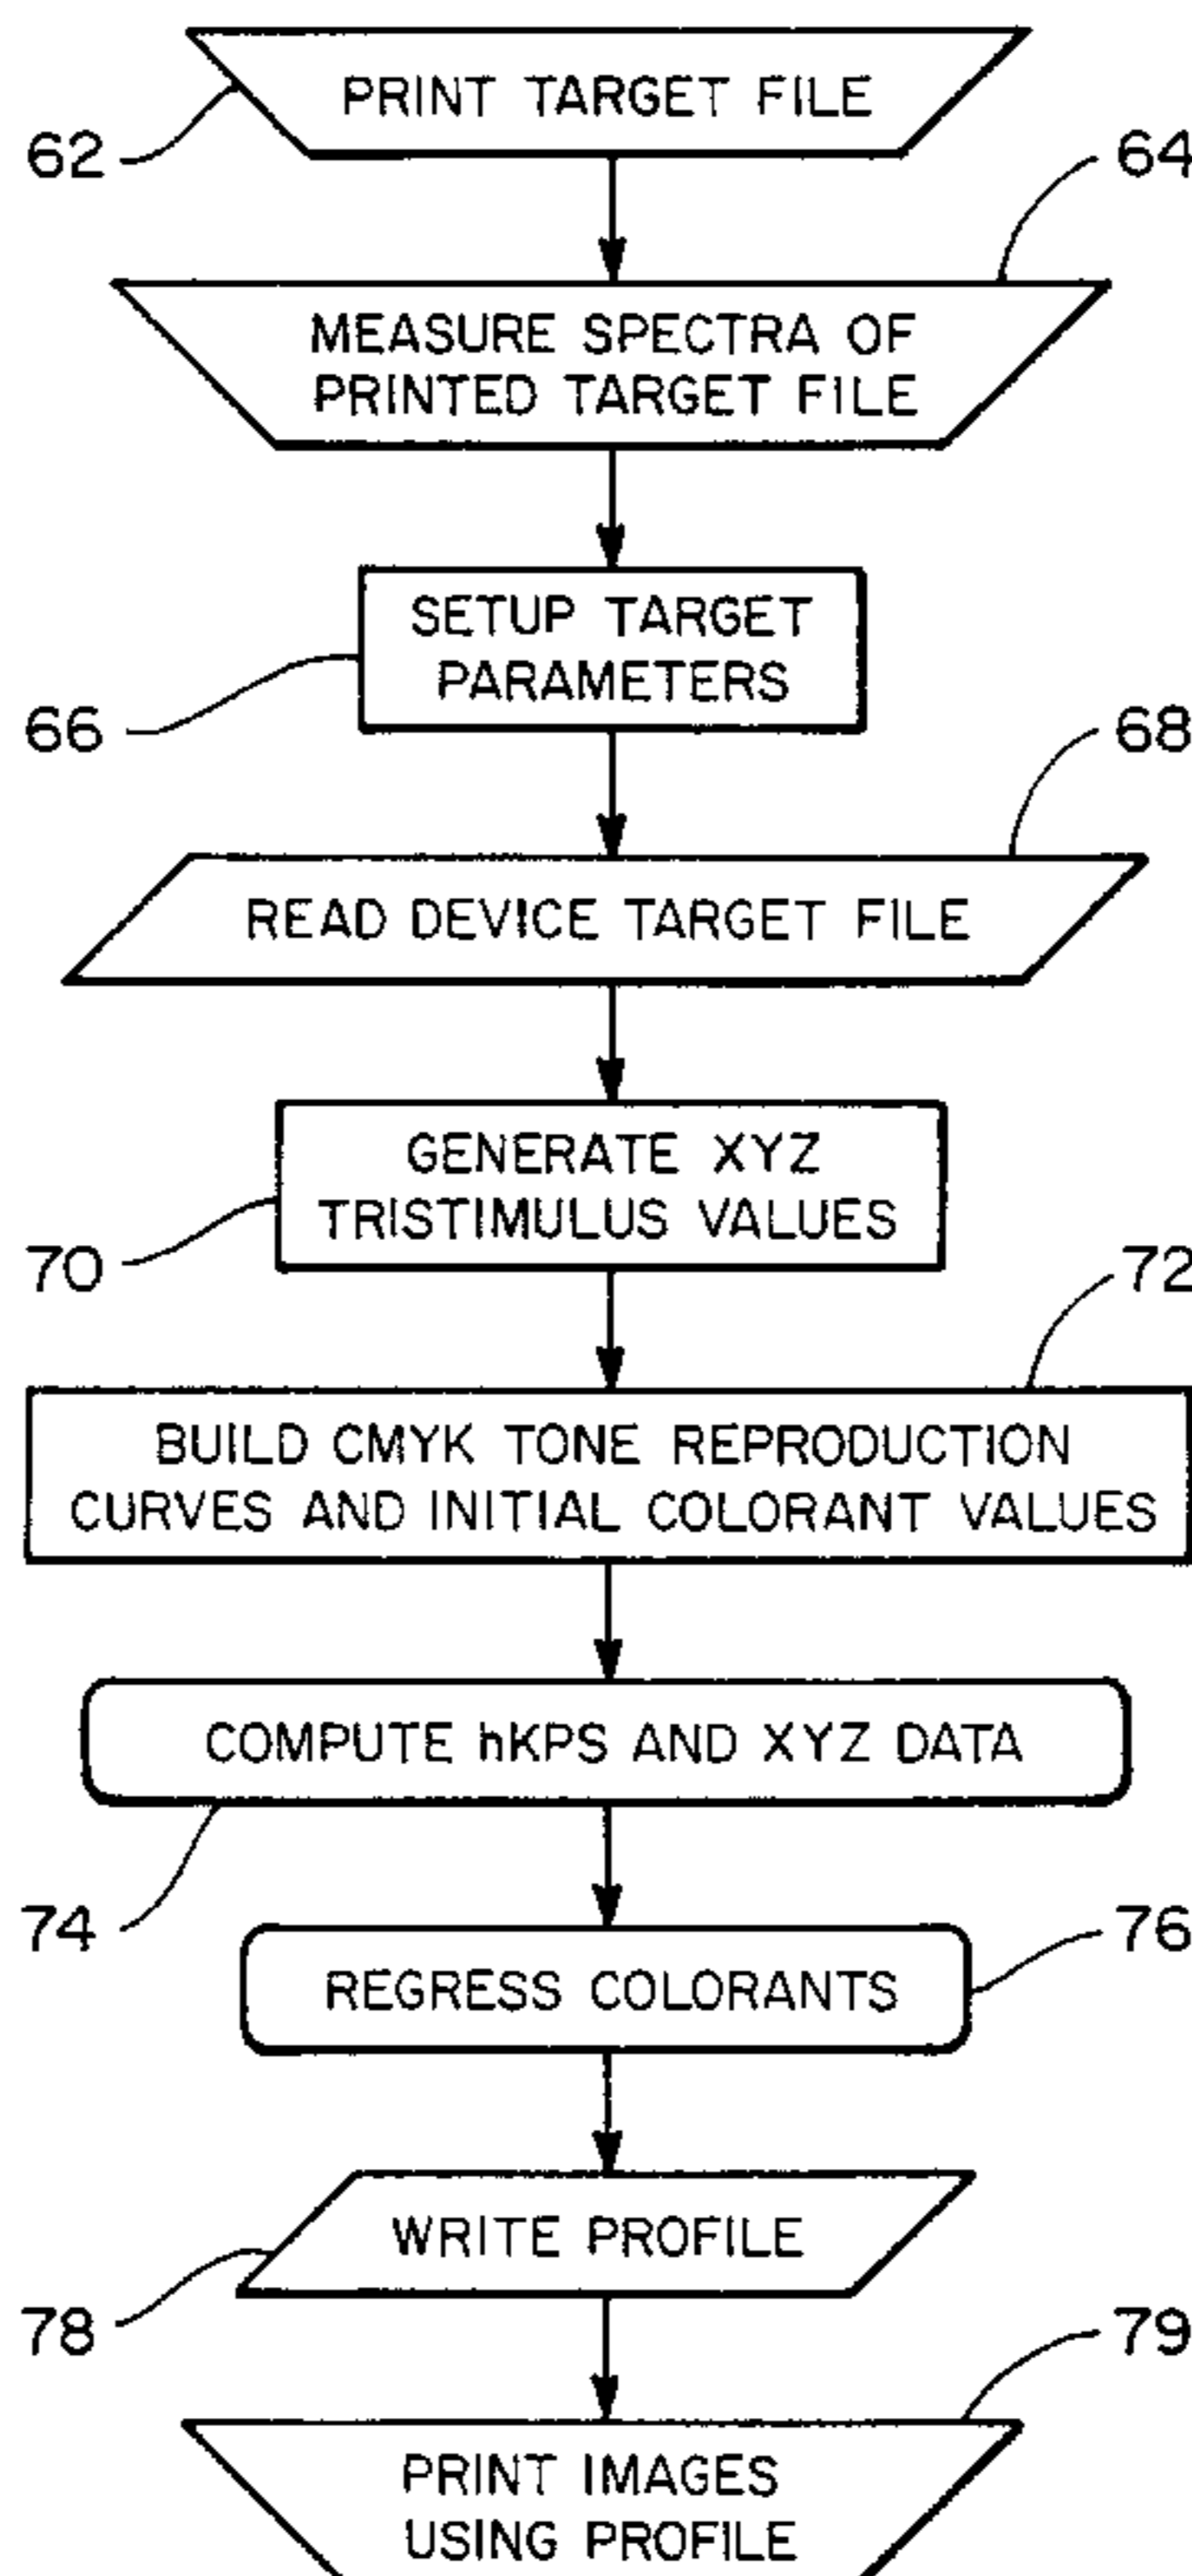 PRINT TARGET FILE
62
64
MEASURE SPECTRA OF
PRINTED TARGET FILE
SETUP TARGET
PARAMETERS
66
68
READ DEVICE TARGET FILE
GENERATE XYZ
TRISTIMULUS VALUES
70
72
BUILD CMYK TONE REPRODUCTION
CURVES AND INITIAL COLORANT VALUES
COMPUTE hKPS AND XYZ DATA
74
76
REGRESS COLORANTS
WRITE PROFILE
78
79
PRINT IMAGES
USING PROFILE